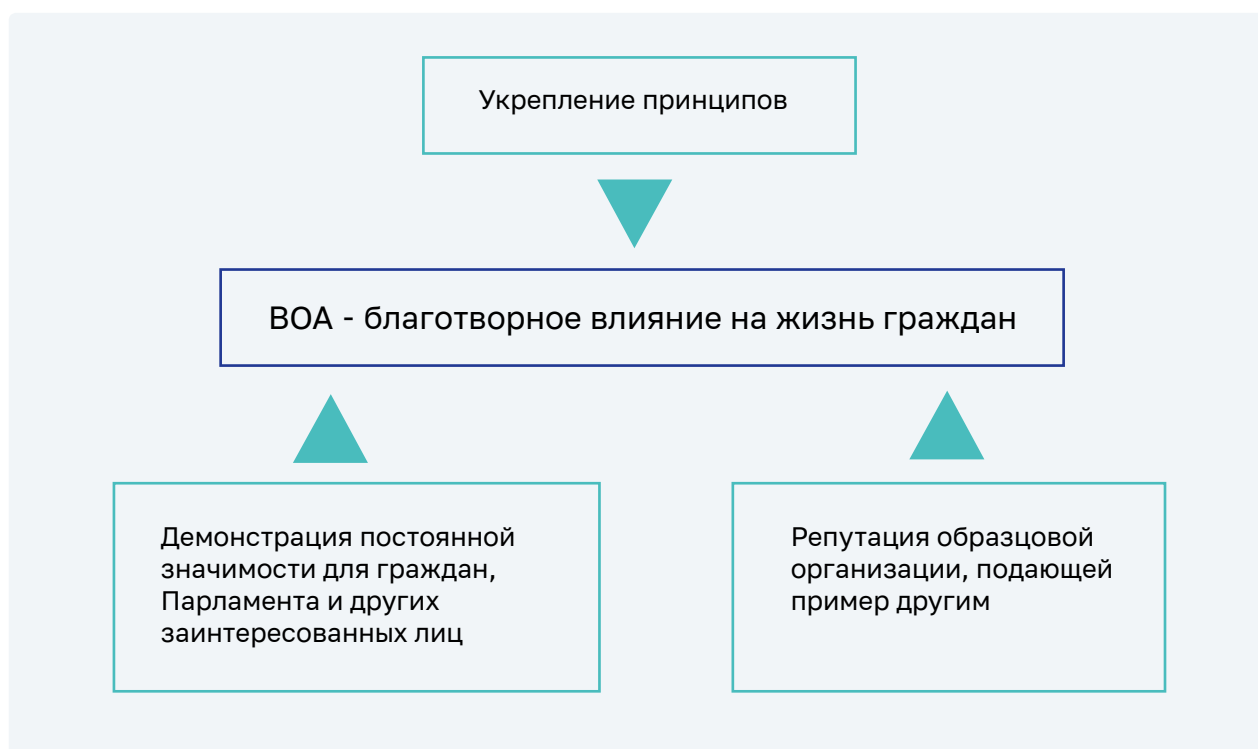 Укрепление принципов
ВОА - благотворное влияние на жизнь граждан
Демонстрация постоянной
значимости для граждан,
Парламента и других
заинтересованных лиц
Репутация образцовой
организации, подающей
пример другим